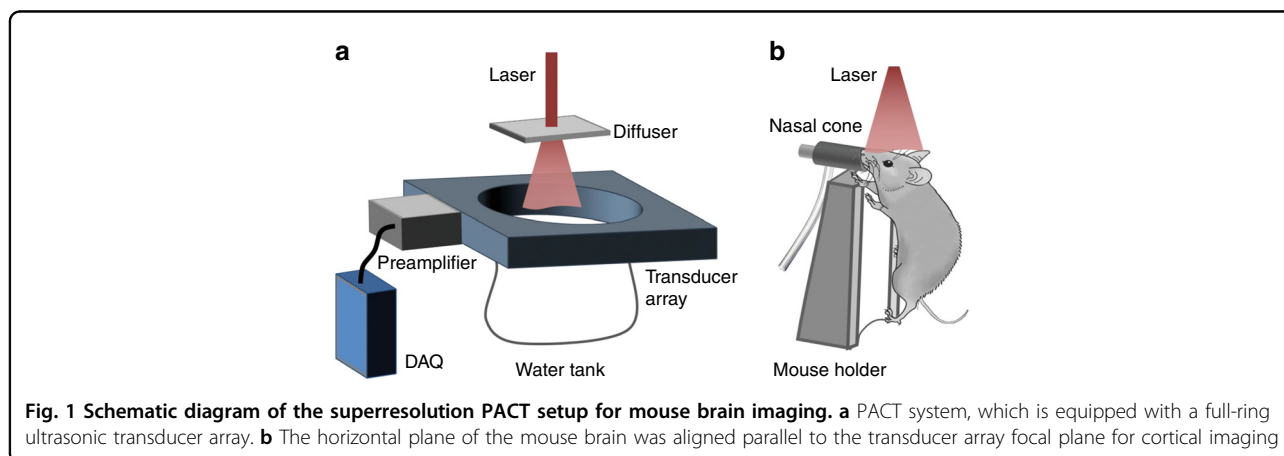 a
Laser
Diffuser
Preamplifier
Transducer
array
DAQ
Water tank
b
Laser
Nasal cone
Mouse holder
Fig. 1 Schematic diagram of the superresolution PACT setup for mouse brain imaging. a PACT system, which is equipped with a full-ring
ultrasonic transducer array. b The horizontal plane of the mouse brain was aligned parallel to the transducer array focal plane for cortical imaging